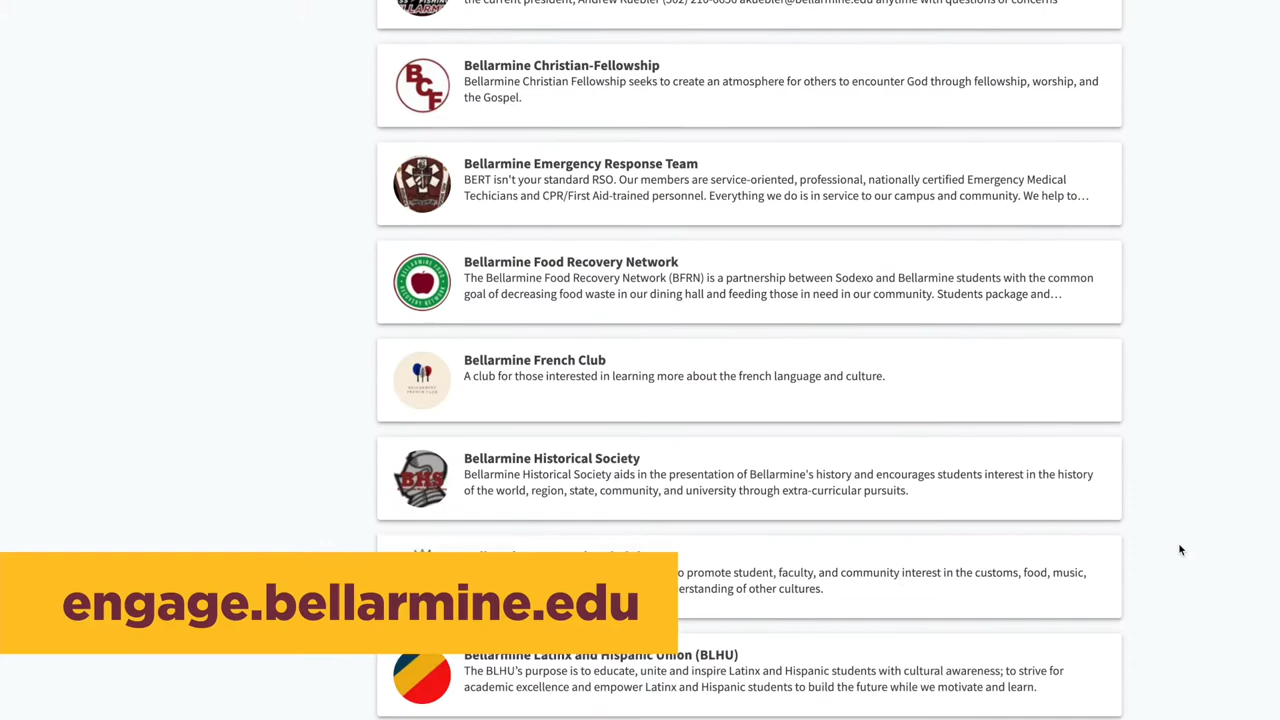 the current president, Andrew Kuebler (502) 210-6656 akuebler@bellarmine.edu anytime with questions or concerns
BCF
Bellarmine Christian-Fellowship
Bellarmine Christian Fellowship seeks to create an atmosphere for others to encounter God through fellowship, worship, and
the Gospel.
Bellarmine Emergency Response Team
BERT isn't your standard RSO. Our members are service-oriented, professional, nationally certified Emergency Medical
Techicians and CPR/First Aid-trained personnel. Everything we do is in service to our campus and community. We help to…
BELLARMINE FOOD
RECOVERY NETWORK
Bellarmine Food Recovery Network
The Bellarmine Food Recovery Network (BFRN) is a partnership between Sodexo and Bellarmine students with the common
goal of decreasing food waste in our dining hall and feeding those in need in our community. Students package and…
BELLARMINE
FRENCH CLUB
Bellarmine French Club
A club for those interested in learning more about the french language and culture.
BHS
Bellarmine Historical Society
Bellarmine Historical Society aids in the presentation of Bellarmine's history and encourages students interest in the history
of the world, region, state, community, and university through extra-curricular pursuits.
o promote student, faculty, and community interest in the customs, food, music,
erstanding of other cultures.
engage.bellarmine.edu
Bellarmine Latinx and Hispanic Union (BLHU)
The BLHU's purpose is to educate, unite and inspire Latinx and Hispanic students with cultural awareness; to strive for
academic excellence and empower Latinx and Hispanic students to build the future while we motivate and learn.